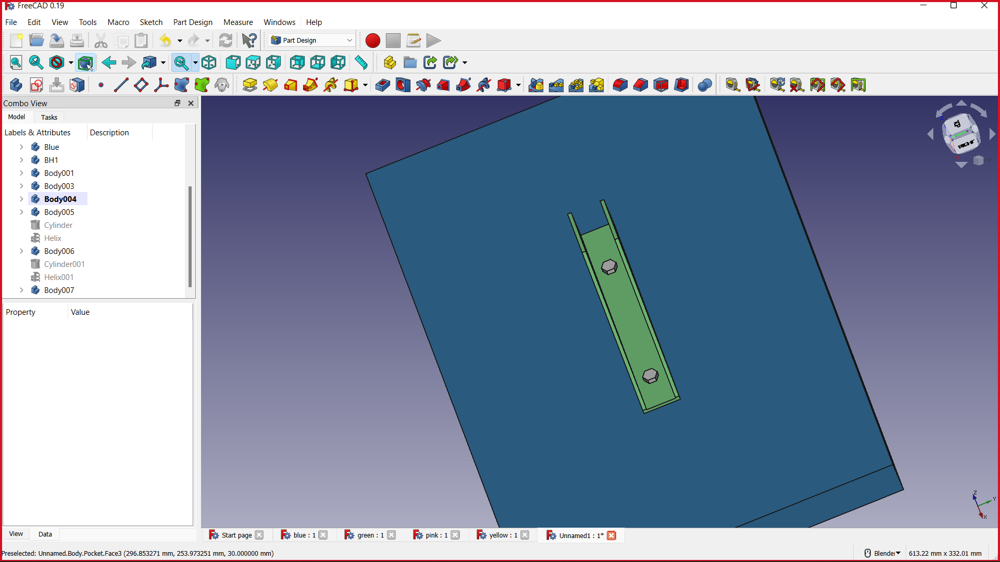 FreeCAD 0.19
File Edit View Tools Macro Sketch Part Design Measure Windows Help
Part Design
Combo View
Model Tasks
Labels & Attributes Description
Blue
BH1
Body001
Body003
Body004
Body005
Cylinder
Helix
Body006
Cylinder001
Helix001
Body007
Property Value
View Data
RIGHT
Z
Y
X
Start page blue : 1 green : 1 pink : 1 yellow : 1 Unnamed1 : 1*
Preselected: Unnamed.Body.Pocket.Face3 (296.853271 mm, 253.973251 mm, 30.000000 mm)
Blender 613.22 mm x 332.01 mm